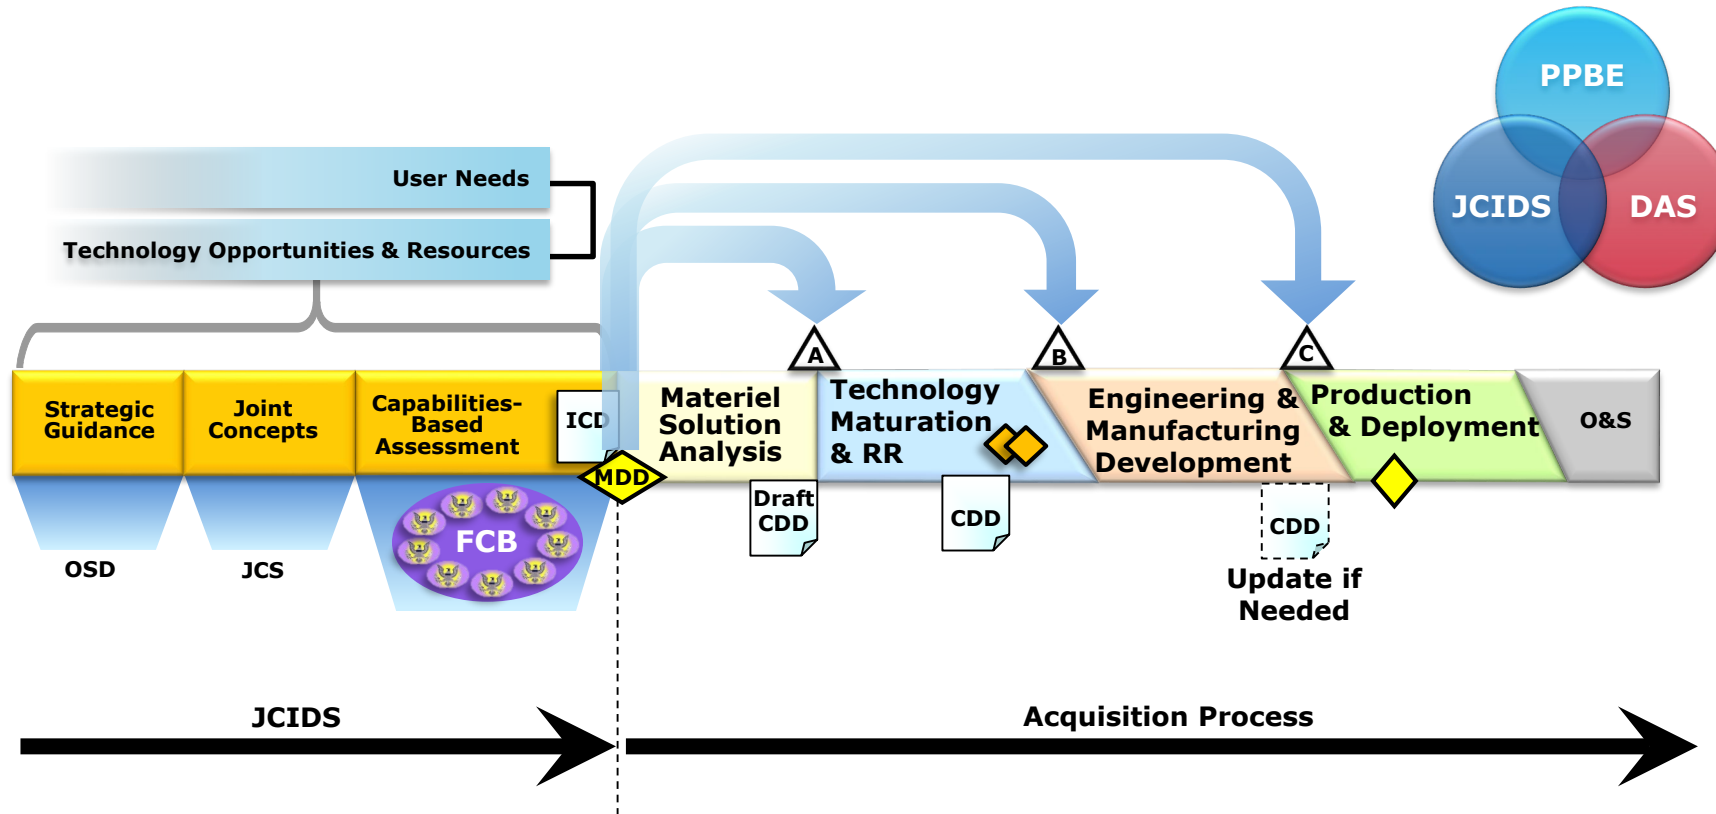 PPBE
JCIDS
DAS
User Needs
Technology Opportunities & Resources
A
B
C
Strategic
Guidance
Joint
Concepts
Capabilities-
Based
Assessment
ICD
MDD
Materiel
Solution
Analysis
Technology
Maturation
& RR
Engineering &
Manufacturing
Development
Production
& Deployment
O&S
Draft
CDD
CDD
CDD
Update if
Needed
FCB
OSD
JCS
JCIDS
Acquisition Process